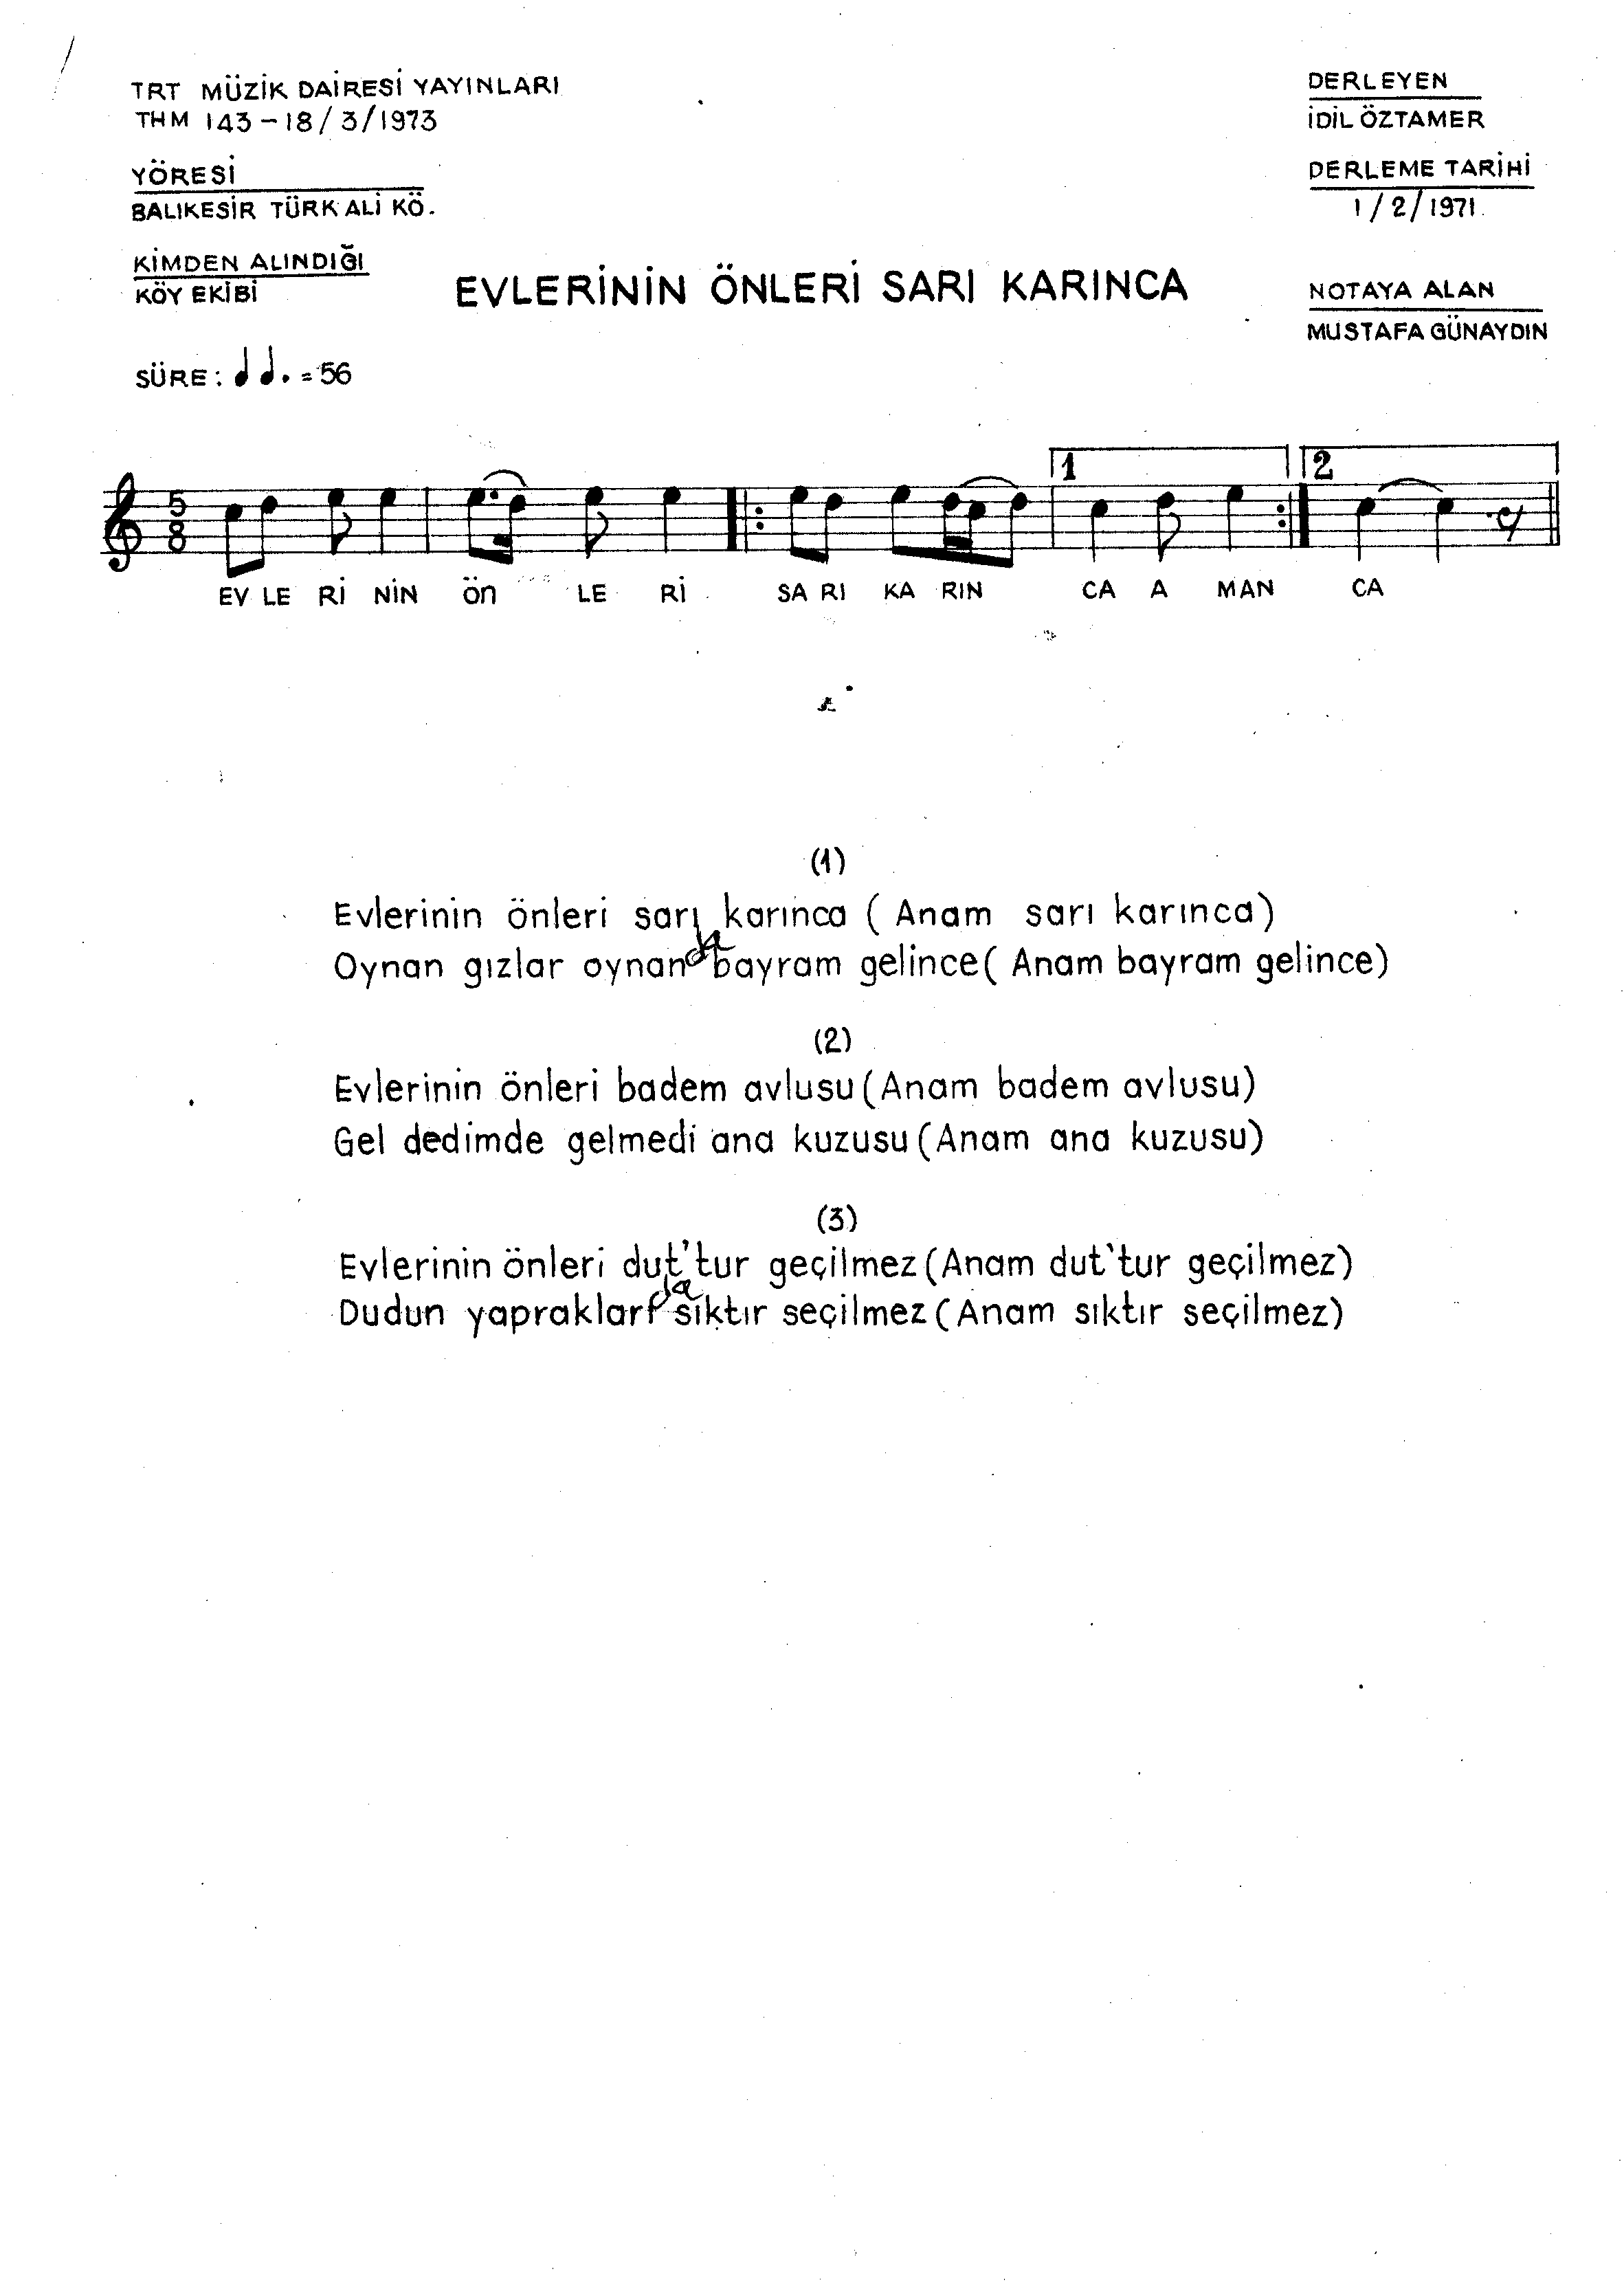 TRT MÜZİK DAİRESİ YAYINLARI
THM 143-18/3/1973
YÖRESİ
BALIKESİR TÜRK ALİ KÖ.
KİMDEN ALINDIĞI
KÖY EKİBİ
DERLEYEN
İDİL ÖZTAMER
DERLEME TARİHİ
1/2/1971
NOTAYA ALAN
MUSTAFA GÜNAYDIN
EVLERİNİN ÖNLERİ SARI KARINCA
SÜRE: ♩ ♩. = 56
5
8
1
2
EV LE Rİ NİN Ön LE Rİ SA RI KA RIN CA A MAN CA
(1)
Evlerinin önleri sarı karınca ( Anam sarı karınca)
Oynan gızlar oynan da bayram gelince( Anam bayram gelince)
(2)
Evlerinin önleri badem avlusu(Anam badem avlusu)
Gel dedimde gelmedi ana kuzusu(Anam ana kuzusu)
(3)
Evlerinin önleri dut'tur geçilmez(Anam dut'tur geçilmez)
Dudun yaprakları da sıktır seçilmez(Anam sıktır seçilmez)